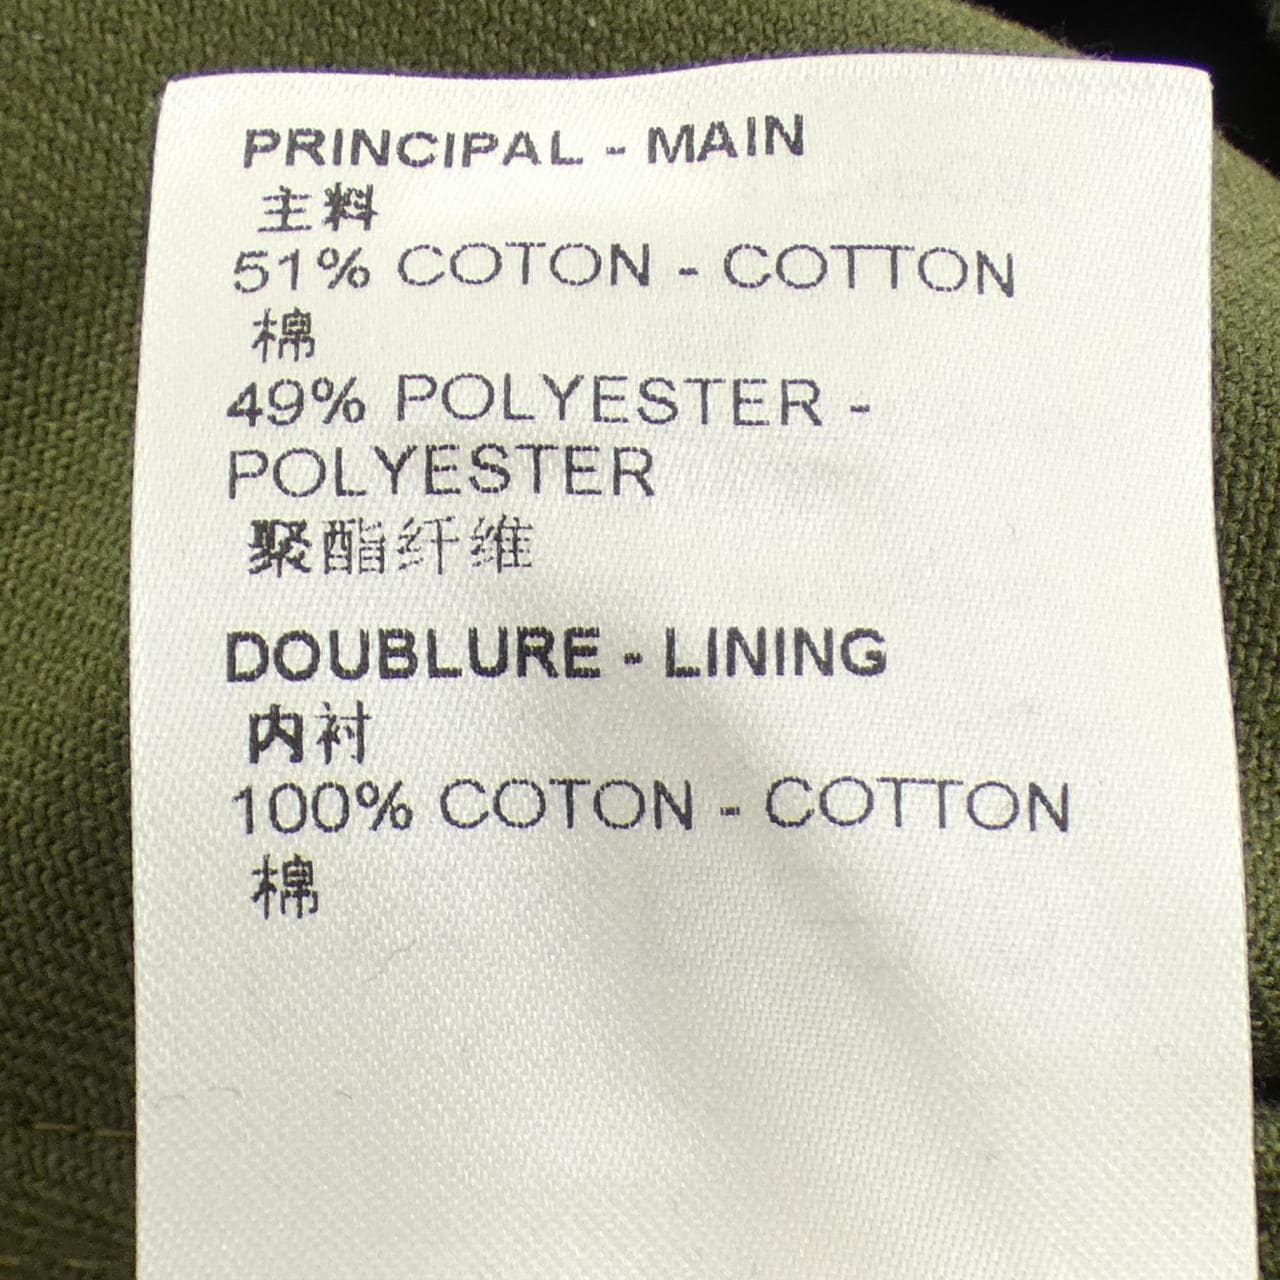 PRINCIPAL - MAIN
主料
51% COTON - COTTON
棉
49% POLYESTER -
POLYESTER
聚酯纤维
DOUBLURE - LINING
内衬
100% COTON - COTTON
棉